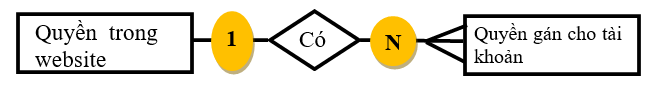 Quyền trong
website
1
Có
N
Quyền gán cho tài
khoản